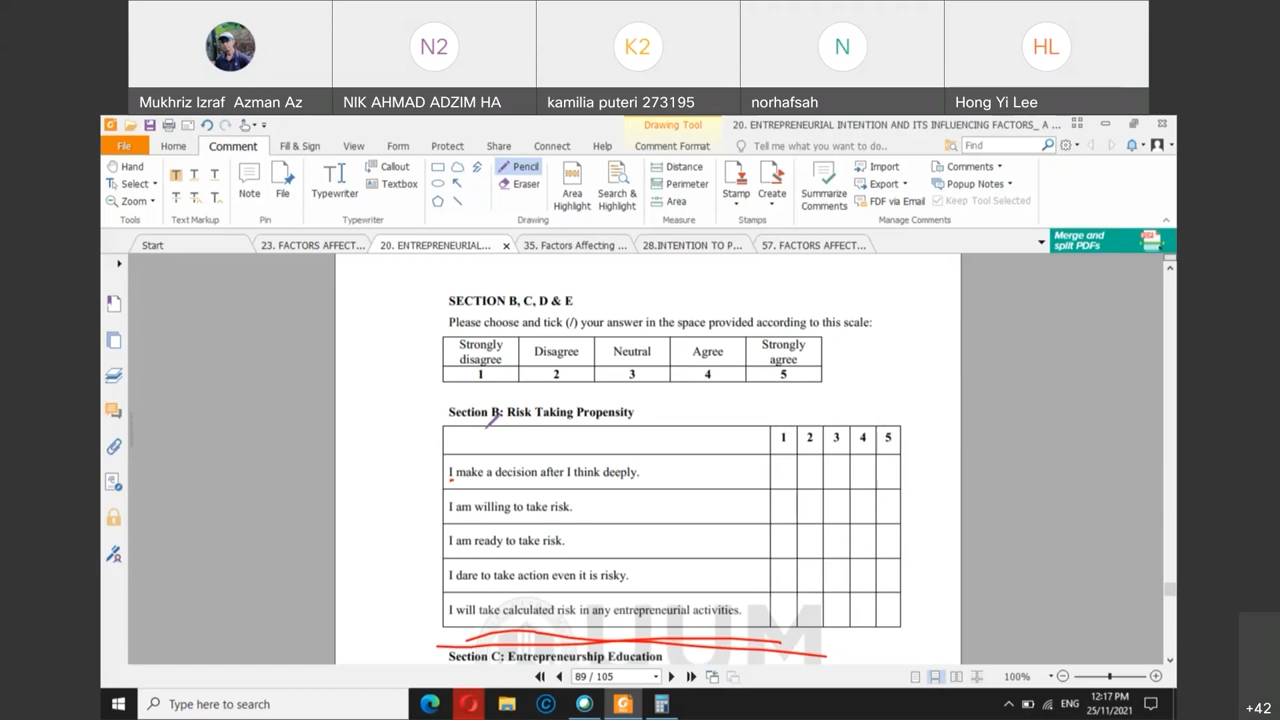 N2
K2
N
HL
Mukhriz Izraf Azman Az
NIK AHMAD ADZIM HA
kamilia puteri 273195
norhafsah
Hong Yi Lee
Drawing Tool
20. ENTREPRENEURIAL INTENTION AND ITS INFLUENCING FACTORS_ A ...
File
Home
Comment
Fill & Sign
View
Form
Protect
Share
Connect
Help
Comment Format
Tell me what you want to do..
Find
Hand
Select
Zoom
Tools
Text Markup
Note
File
Pin
Typewriter
Callout
Textbox
Typewriter
Pencil
Eraser
Area Highlight
Search & Highlight
Drawing
Distance
Perimeter
Area
Measure
Stamp
Create
Stamps
Summarize Comments
Import
Export
FDF via Email
Comments
Popup Notes
Keep Tool Selected
Manage Comments
Start
23. FACTORS AFFECT...
20. ENTREPRENEURIAL...
35. Factors Affecting ...
28.INTENTION TO P...
57. FACTORS AFFECT...
Merge and split PDFs
SECTION B, C, D & E
Please choose and tick (/) your answer in the space provided according to this scale:
Strongly disagree
Disagree
Neutral
Agree
Strongly agree
1 2 3 4 5
Section B: Risk Taking Propensity
1 2 3 4 5
I make a decision after I think deeply.
I am willing to take risk.
I am ready to take risk.
I dare to take action even it is risky.
I will take calculated risk in any entrepreneurial activities.
UUM
Section C: Entrepreneurship Education
89 / 105
100%
Type here to search
ENG
12:17 PM
25/11/2021
+42